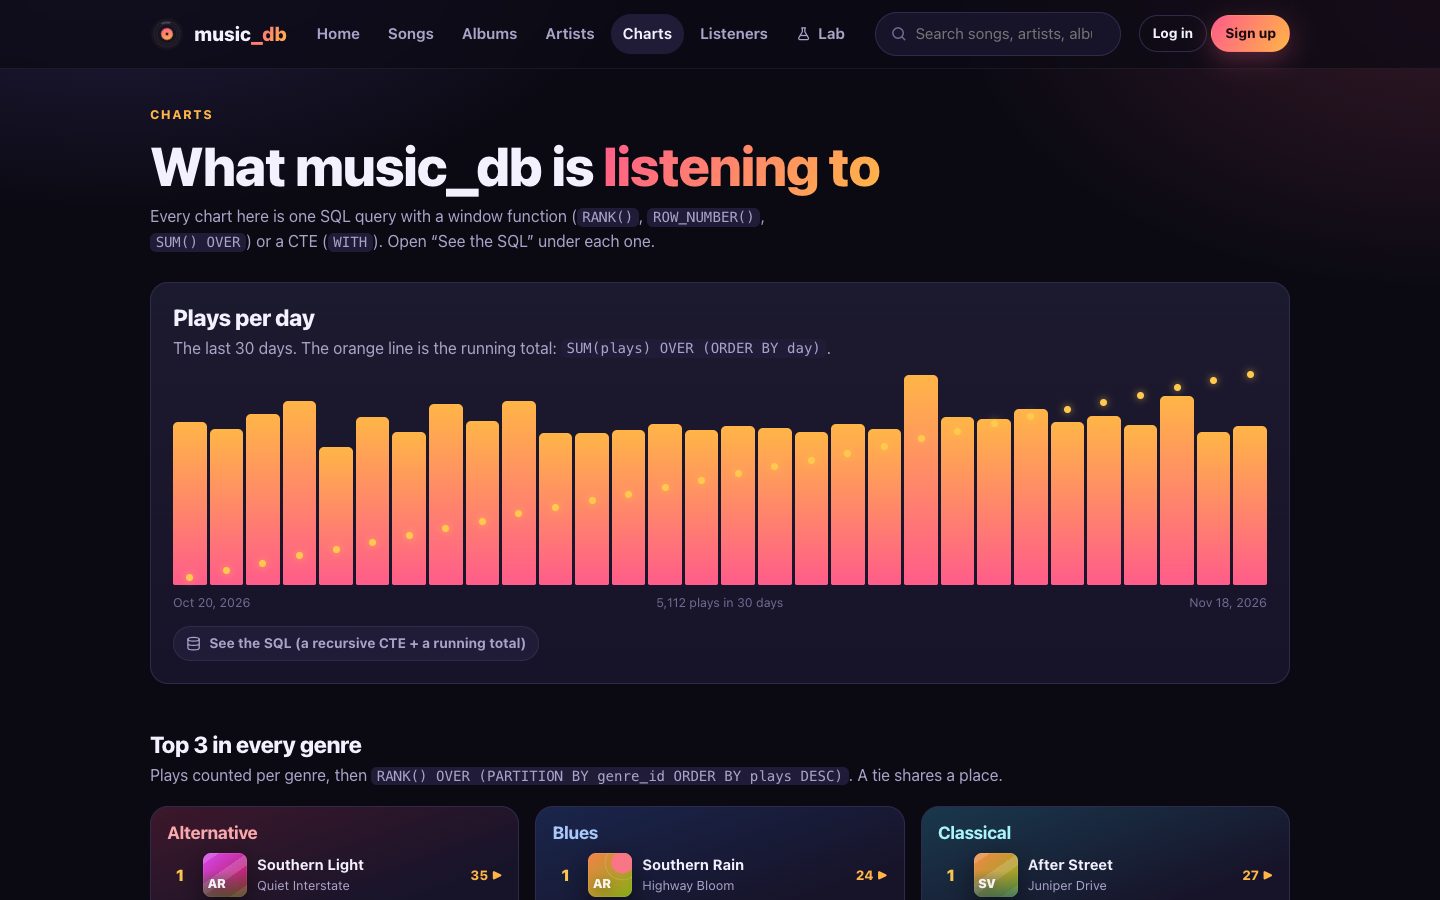 music_db Home Songs Albums Artists Charts Listeners Lab Search songs, artists, albu Log in Sign up
CHARTS
What music_db is listening to
Every chart here is one SQL query with a window function (RANK(), ROW_NUMBER(),
SUM() OVER) or a CTE (WITH). Open “See the SQL” under each one.
Plays per day
The last 30 days. The orange line is the running total: SUM(plays) OVER (ORDER BY day).
Oct 20, 2026 5,112 plays in 30 days Nov 18, 2026
See the SQL (a recursive CTE + a running total)
Top 3 in every genre
Plays counted per genre, then RANK() OVER (PARTITION BY genre_id ORDER BY plays DESC). A tie shares a place.
Alternative
1 AR Southern Light 35
Quiet Interstate
Blues
1 AR Southern Rain 24
Highway Bloom
Classical
1 SV After Street 27
Juniper Drive